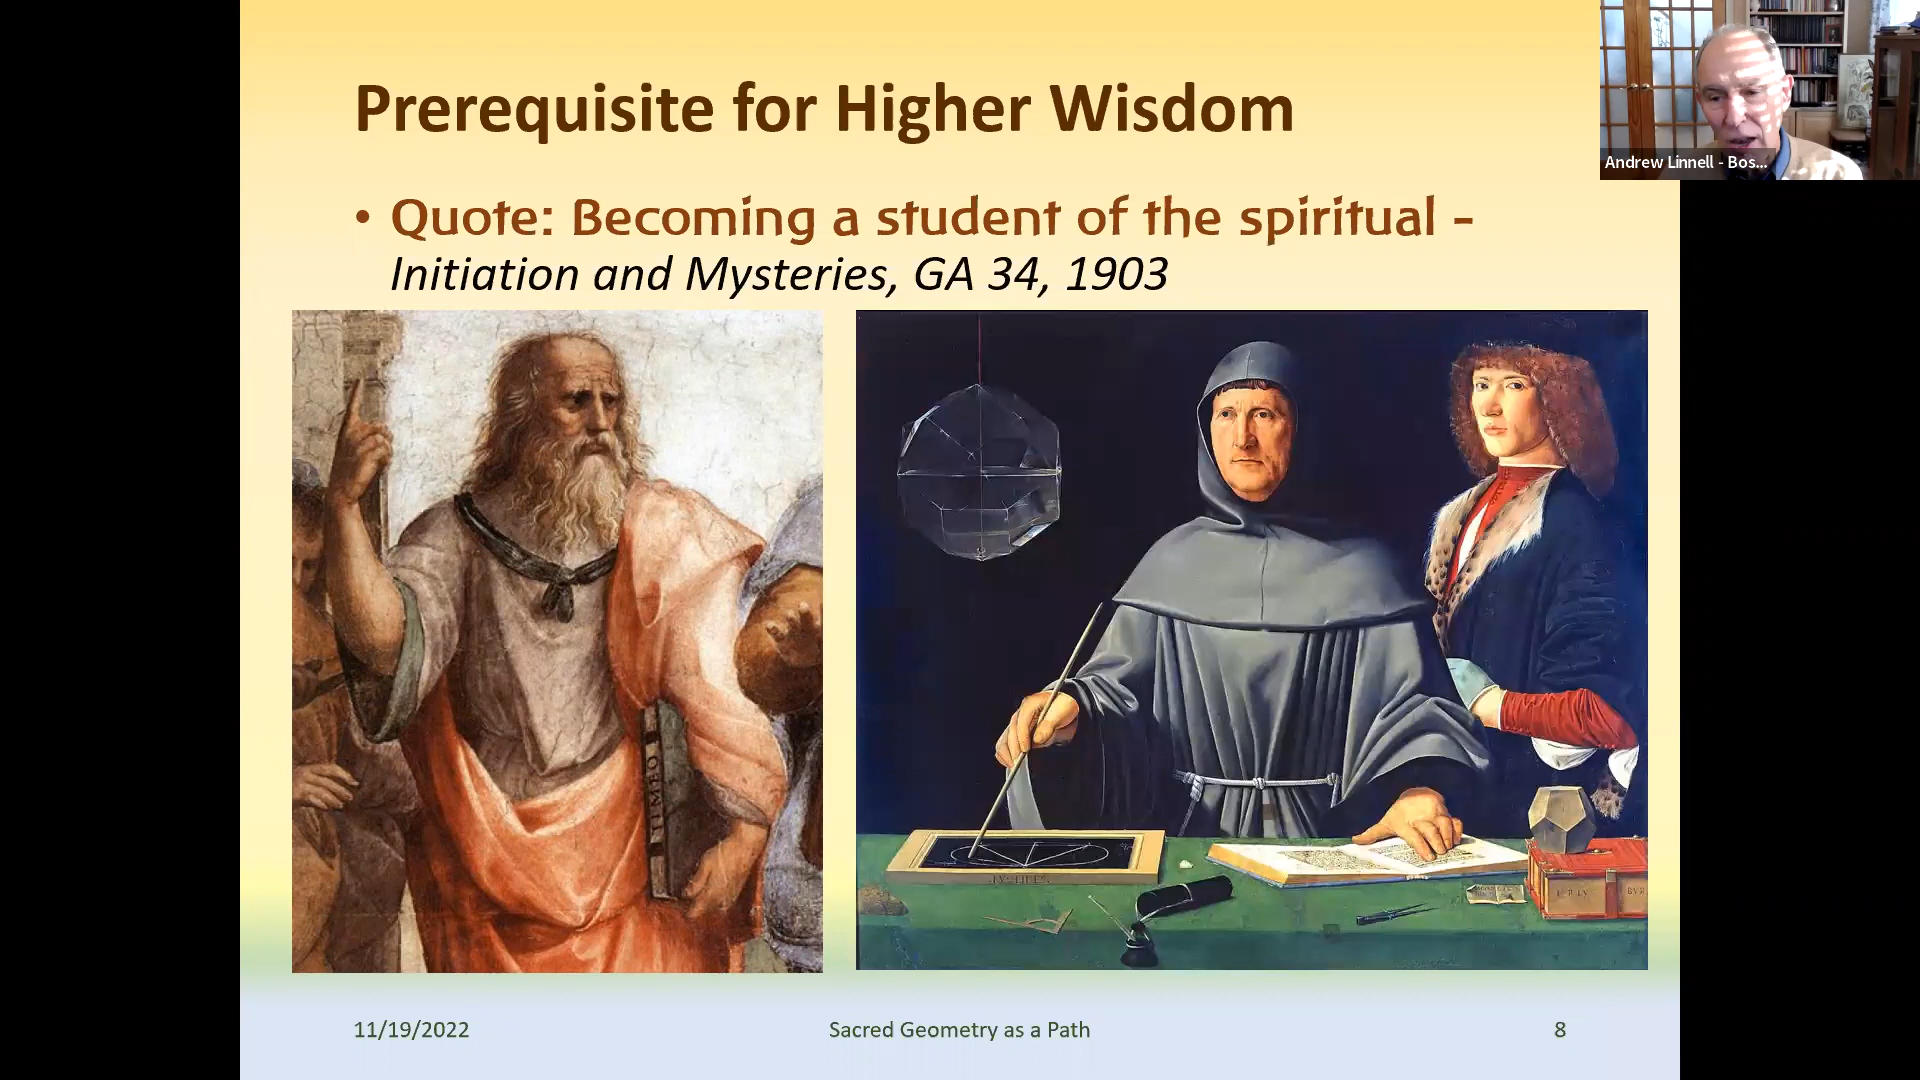 Prerequisite for Higher Wisdom
Andrew Linnell - Bos...
• Quote: Becoming a student of the spiritual –
Initiation and Mysteries, GA 34, 1903
TIMEO
11/19/2022
Sacred Geometry as a Path
8